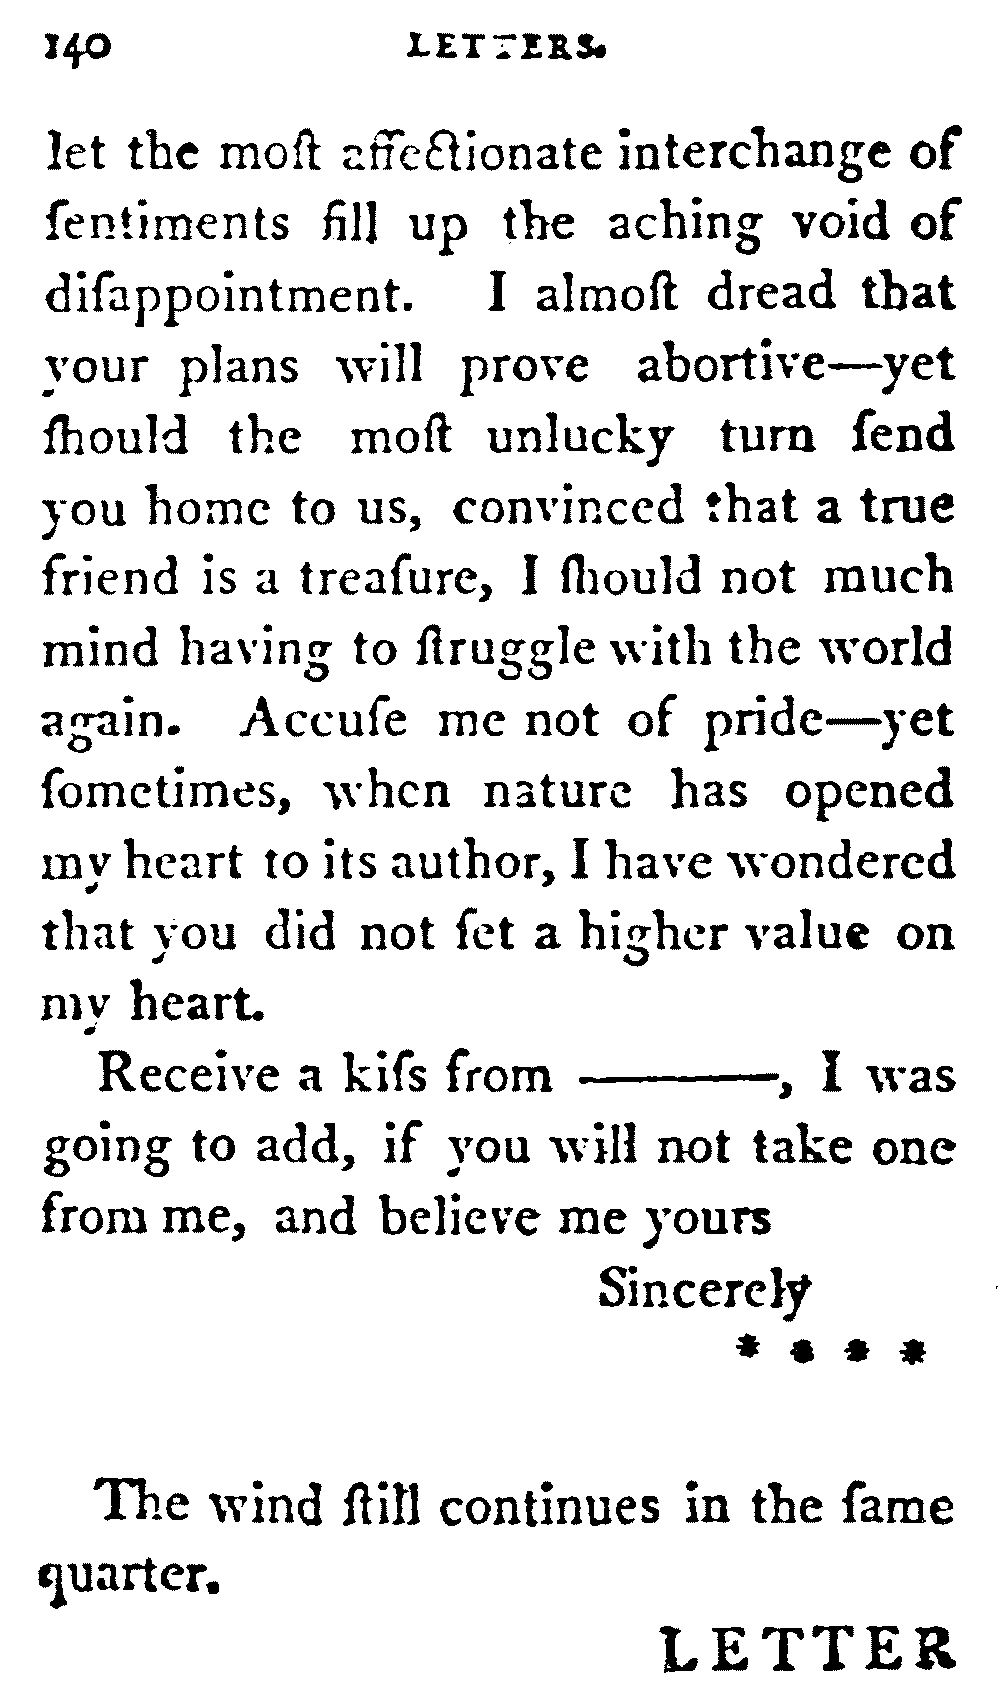 140 LETTERS.
let the moſt affectionate interchange of
ſentiments fill up the aching void of
diſappointment. I almoſt dread that
your plans will prove abortive—yet
ſhould the moſt unlucky turn ſend
you home to us, convinced that a true
friend is a treaſure, I ſhould not much
mind having to ſtruggle with the world
again. Accuſe me not of pride—yet
ſometimes, when nature has opened
my heart to its author, I have wondered
that you did not ſet a higher value on
my heart.
Receive a kiſs from ———, I was
going to add, if you will not take one
from me, and believe me yours
Sincerely
* * * *
The wind ſtill continues in the ſame
quarter.
LETTER